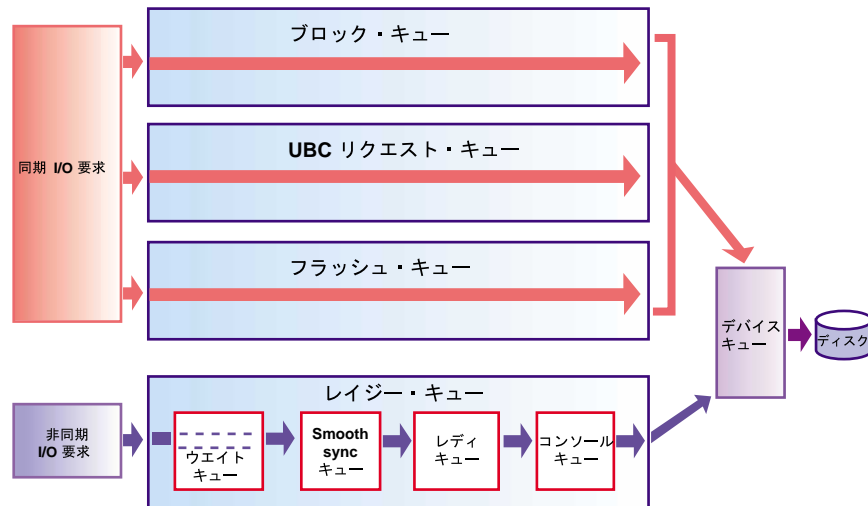 ブロック・キュー
同期 I/O 要求
UBC リクエスト・キュー
フラッシュ・キュー
デバイス
キュー
ディスク
レイジー・キュー
非同期
I/O 要求
ウエイト
キュー
Smooth
sync
キュー
レディ
キュー
コンソール
キュー